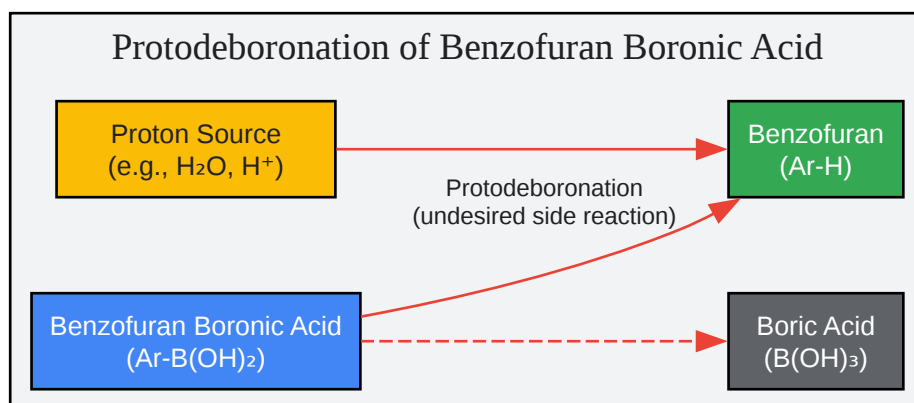 Protodeboronation of Benzofuran Boronic Acid
Proton Source
(e.g., H₂O, H⁺)
Benzofuran
(Ar-H)
Protodeboronation
(undesired side reaction)
Benzofuran Boronic Acid
(Ar-B(OH)₂)
Boric Acid
(B(OH)₃)